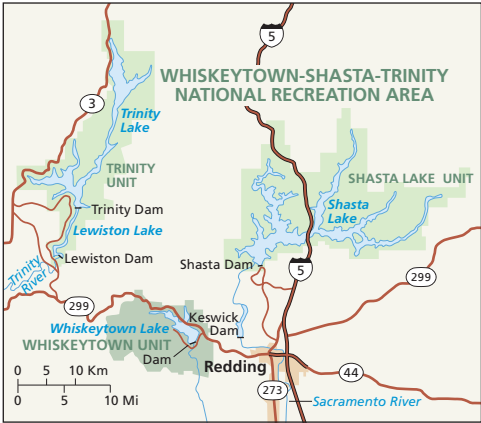 5
WHISKEYTOWN-SHASTA-TRINITY
NATIONAL RECREATION AREA
3
Trinity
Lake
TRINITY
UNIT
SHASTA LAKE UNIT
Shasta
Lake
Trinity Dam
Lewiston Lake
Lewiston Dam
Shasta Dam
5
299
Trinity
River
299
Whiskeytown Lake
WHISKEYTOWN UNIT
Dam
Keswick
Dam
Redding
44
273
Sacramento River
0 5 10 Km
0 5 10 Mi